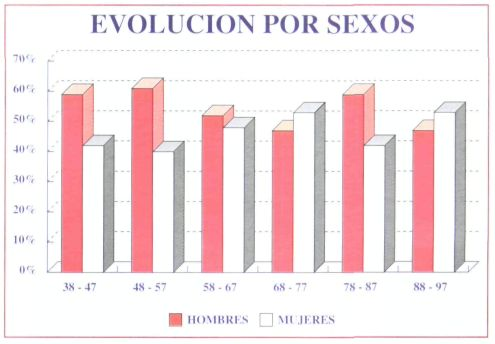 EVOLUCION POR SEXOS
70%
60%
50%
40%
30%
20%
10%
0%
38 - 47 48 - 57 58 - 67 68 - 77 78 - 87 88 - 97
HOMBRES MUJERES